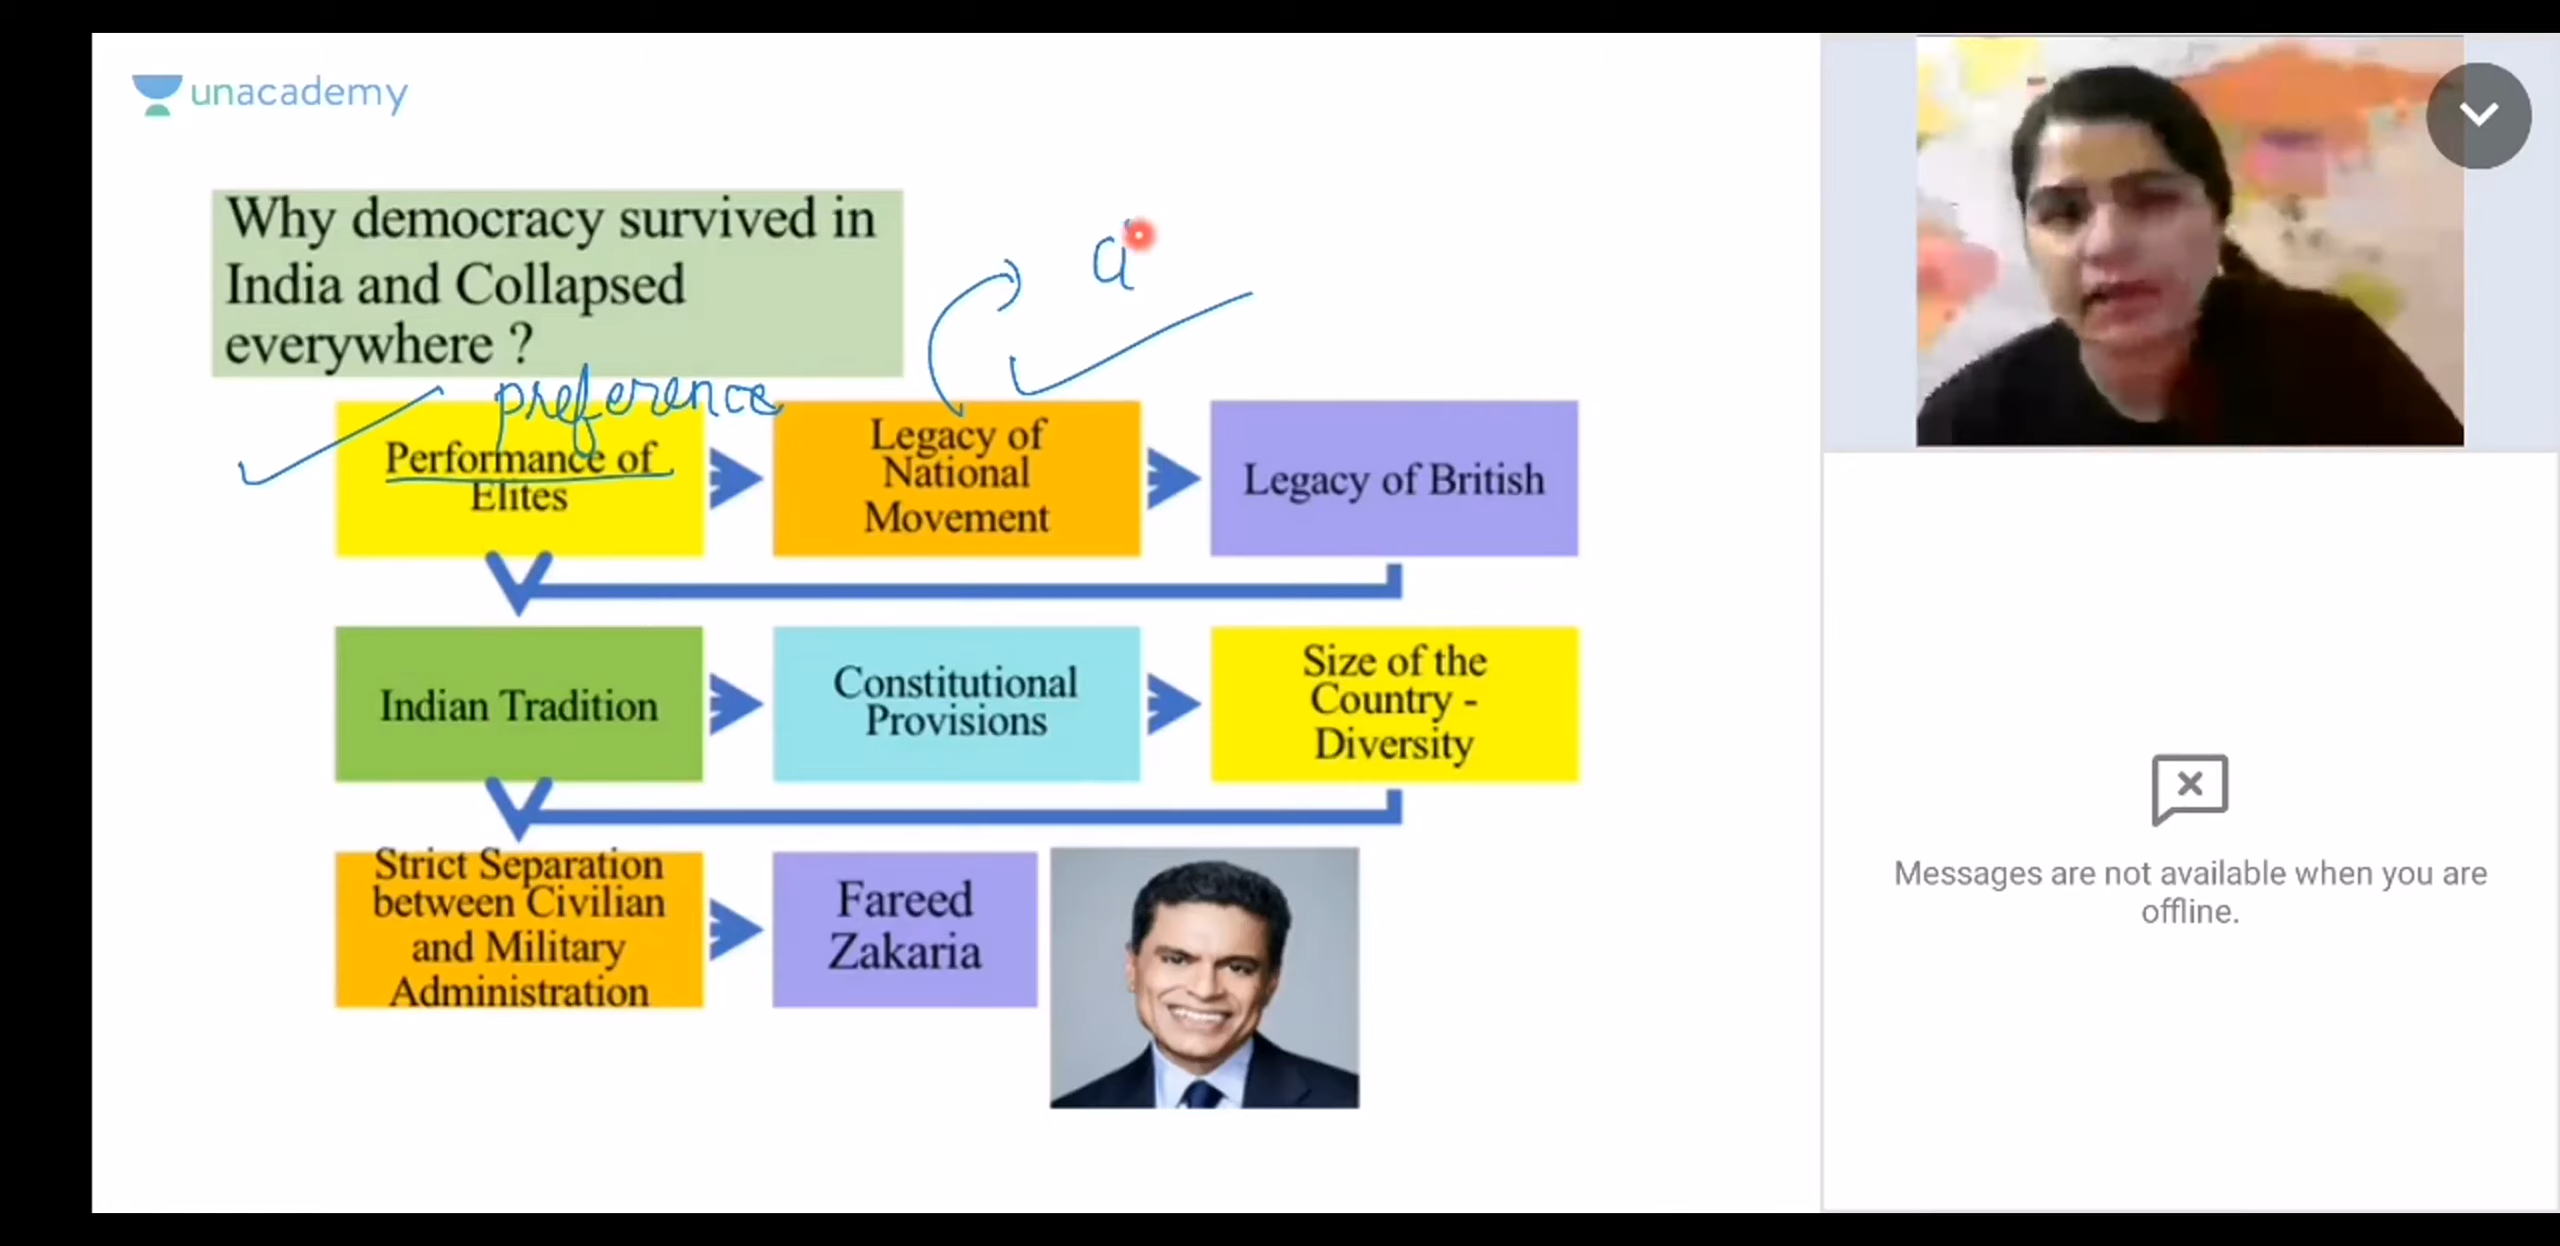 unacademy
Why democracy survived in
India and Collapsed
everywhere ?
preference
a
Performance of
Elites
Legacy of
National
Movement
Legacy of British
Indian Tradition
Constitutional
Provisions
Size of the
Country -
Diversity
Strict Separation
between Civilian
and Military
Administration
Fareed
Zakaria
Messages are not available when you are
offline.